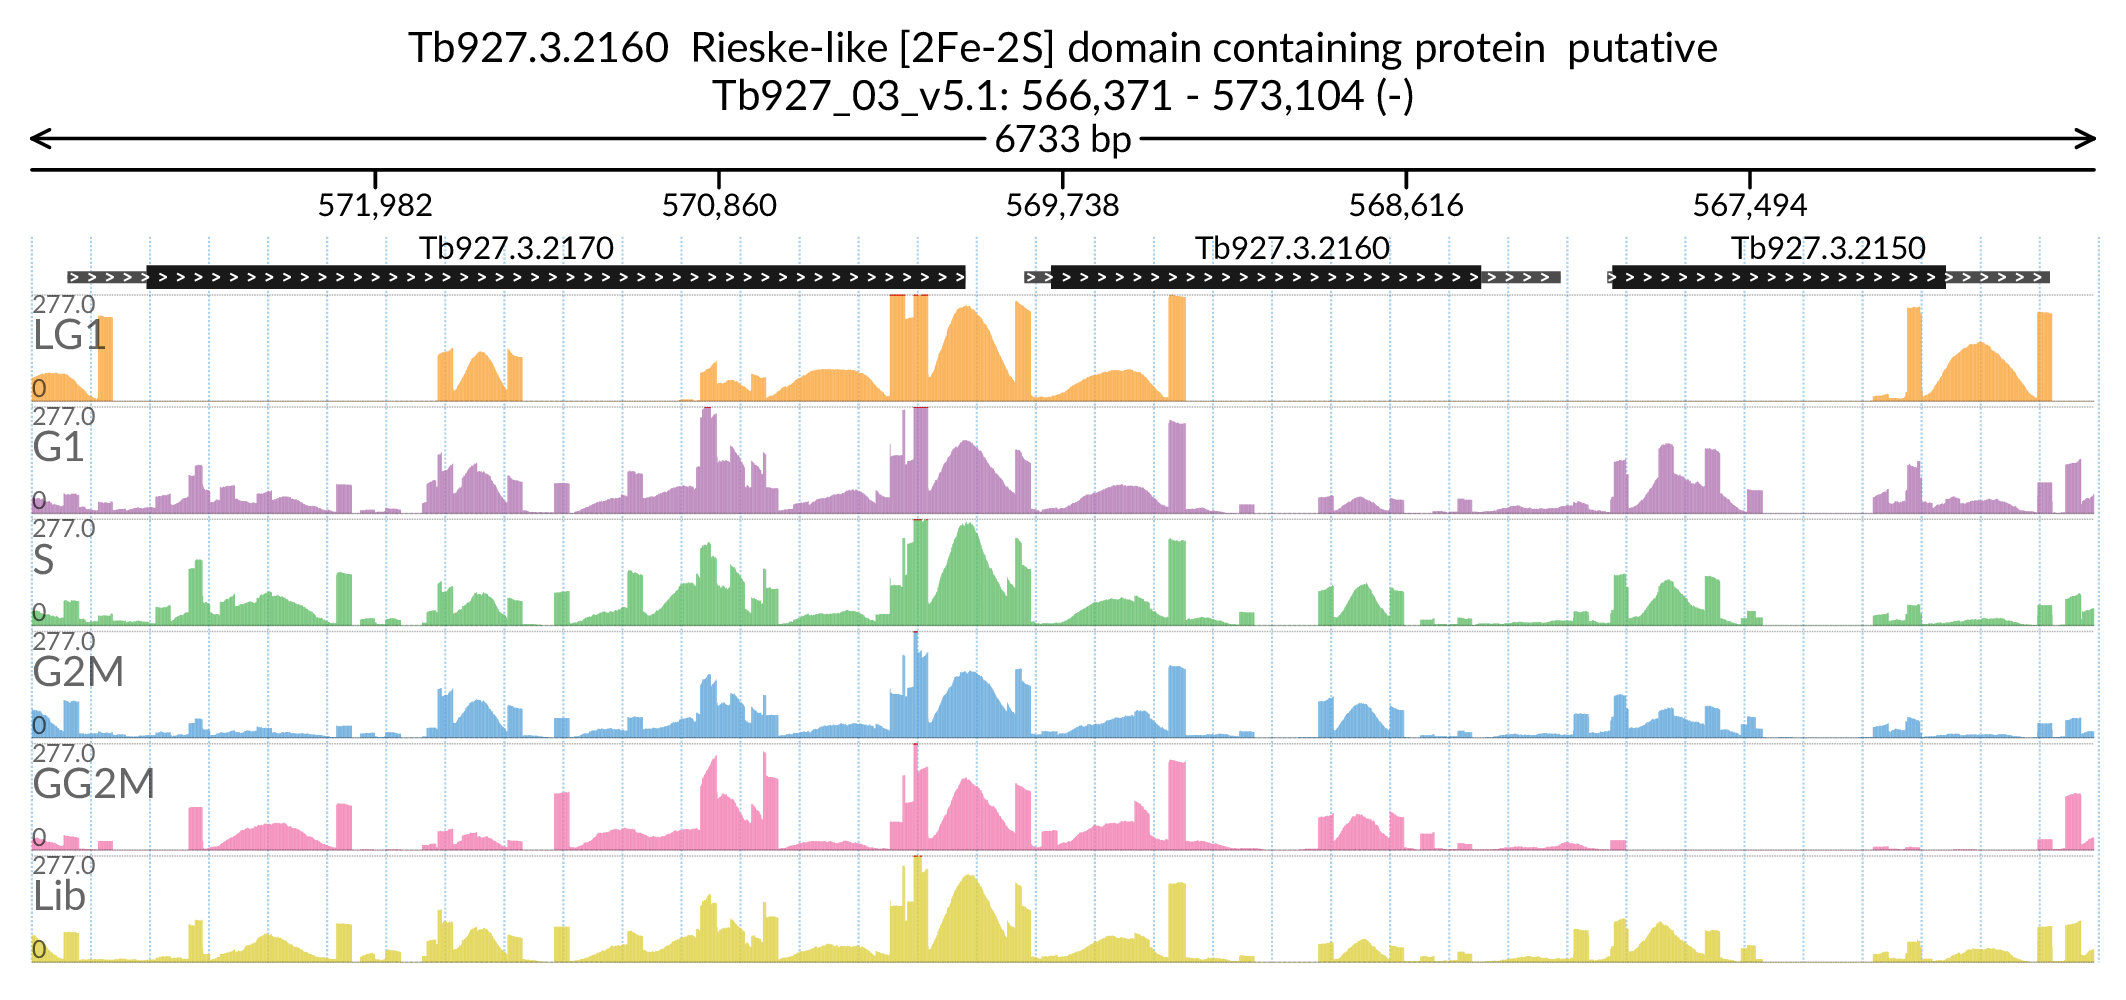 Tb927.3.2160 Rieske-like [2Fe-2S] domain containing protein putative
Tb927_03_v5.1: 566,371 - 573,104 (-)
6733 bp
571,982 570,860 569,738 568,616 567,494
Tb927.3.2170 Tb927.3.2160 Tb927.3.2150
277.0
LG1
0
277.0
G1
0
277.0
S
0
277.0
G2M
0
277.0
GG2M
0
277.0
Lib
0